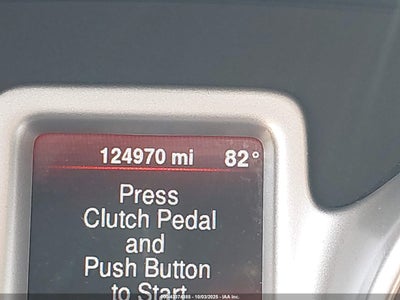 124970 mi 82°
Press
Clutch Pedal
and
Push Button
to Start